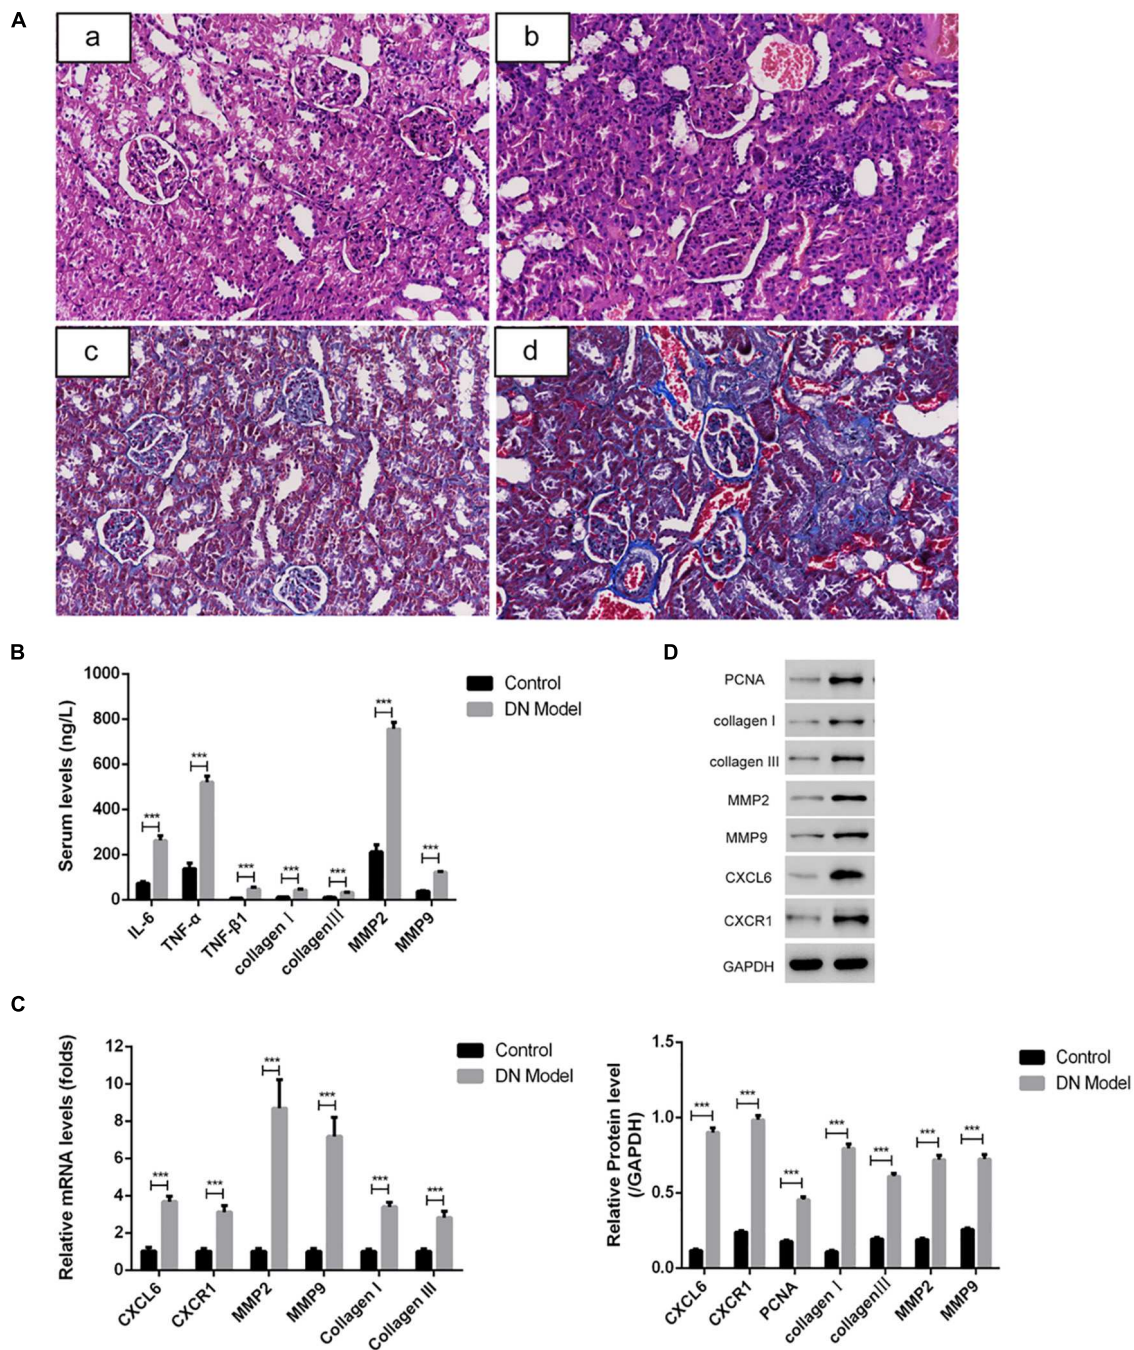 A
a
b
c
d
B
Serum levels (ng/L)
1000
800
600
400
200
0
***
***
***
***
***
***
***
IL-6
TNF-α
TNF-β1
collagen I
collagenIII
MMP2
MMP9
Control
DN Model
D
PCNA
collagen I
collagen III
MMP2
MMP9
CXCL6
CXCR1
GAPDH
C
Relative mRNA levels (folds)
12
10
8
6
4
2
0
***
***
***
***
***
***
CXCL6
CXCR1
MMP2
MMP9
Collagen I
Collagen III
Control
DN Model
Relative Protein level
(/GAPDH)
1.5
1.0
0.5
0.0
***
***
***
***
***
***
***
CXCL6
CXCR1
PCNA
collagen I
collagenIII
MMP2
MMP9
Control
DN Model